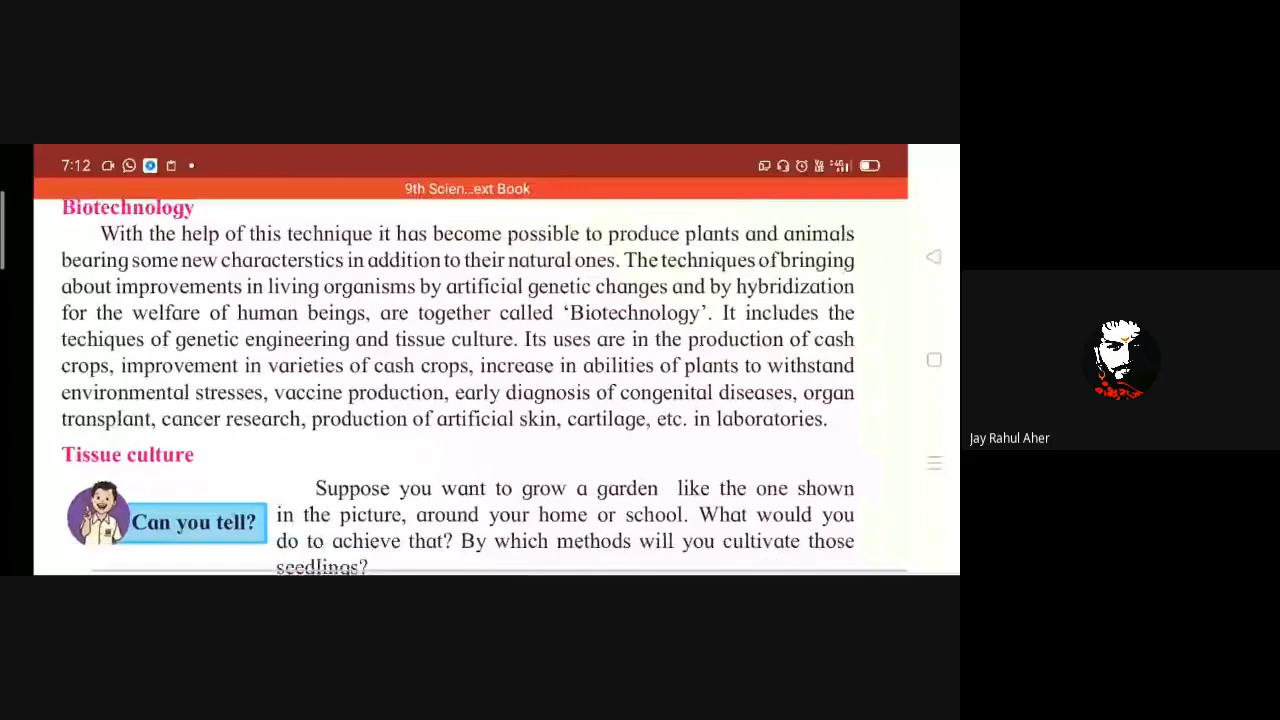 7:12
9th Scien...ext Book
Biotechnology
With the help of this technique it has become possible to produce plants and animals
bearing some new characterstics in addition to their natural ones. The techniques of bringing
about improvements in living organisms by artificial genetic changes and by hybridization
for the welfare of human beings, are together called ‘Biotechnology’. It includes the
techiques of genetic engineering and tissue culture. Its uses are in the production of cash
crops, improvement in varieties of cash crops, increase in abilities of plants to withstand
environmental stresses, vaccine production, early diagnosis of congenital diseases, organ
transplant, cancer research, production of artificial skin, cartilage, etc. in laboratories.
Tissue culture
Can you tell?
Suppose you want to grow a garden like the one shown
in the picture, around your home or school. What would you
do to achieve that? By which methods will you cultivate those
seedlings?
Jay Rahul Aher